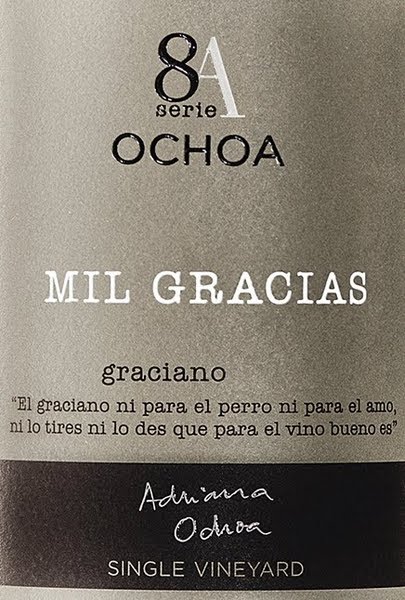 8A
serie
OCHOA
MIL GRACIAS
graciano
"El graciano ni para el perro ni para el amo,
ni lo tires ni lo des que para el vino bueno es"
Adriana
Ochoa
SINGLE VINEYARD